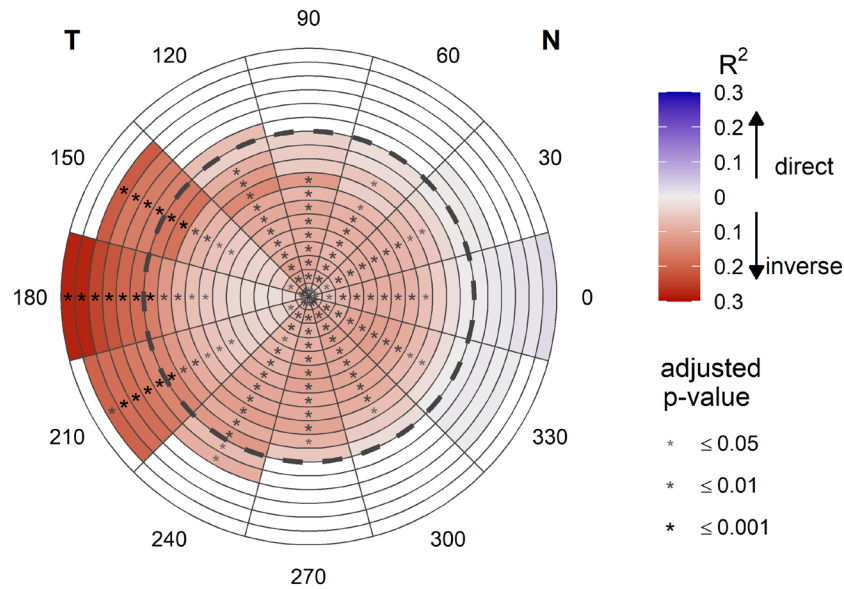 T
N
90
120
60
150
30
180
0
210
330
240
300
270
R²
0.3
0.2
0.1
0
0.1
0.2
0.3
direct
inverse
adjusted
p-value
* ≤ 0.05
* ≤ 0.01
* ≤ 0.001